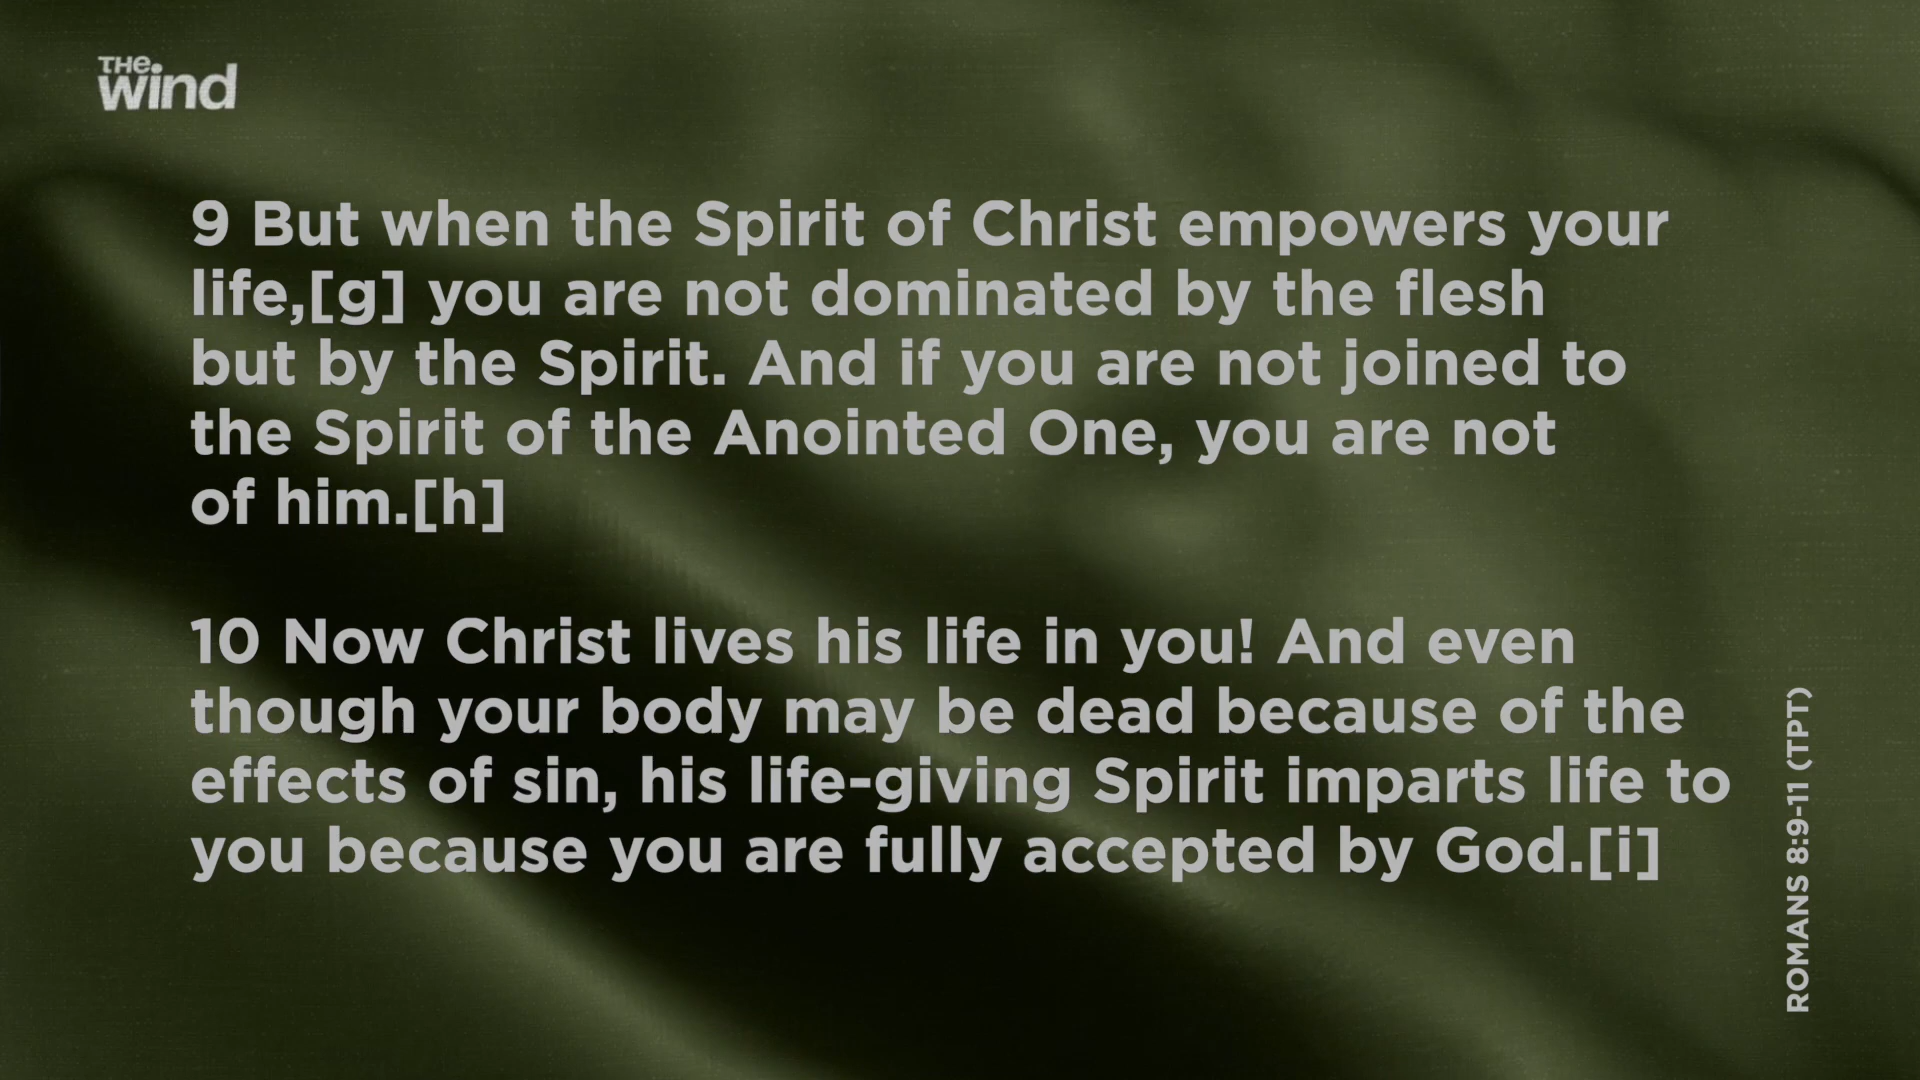 THE
wind
9 But when the Spirit of Christ empowers your
life,[g] you are not dominated by the flesh
but by the Spirit. And if you are not joined to
the Spirit of the Anointed One, you are not
of him.[h]
10 Now Christ lives his life in you! And even
though your body may be dead because of the
effects of sin, his life-giving Spirit imparts life to
you because you are fully accepted by God.[i]
ROMANS 8:9-11 (TPT)